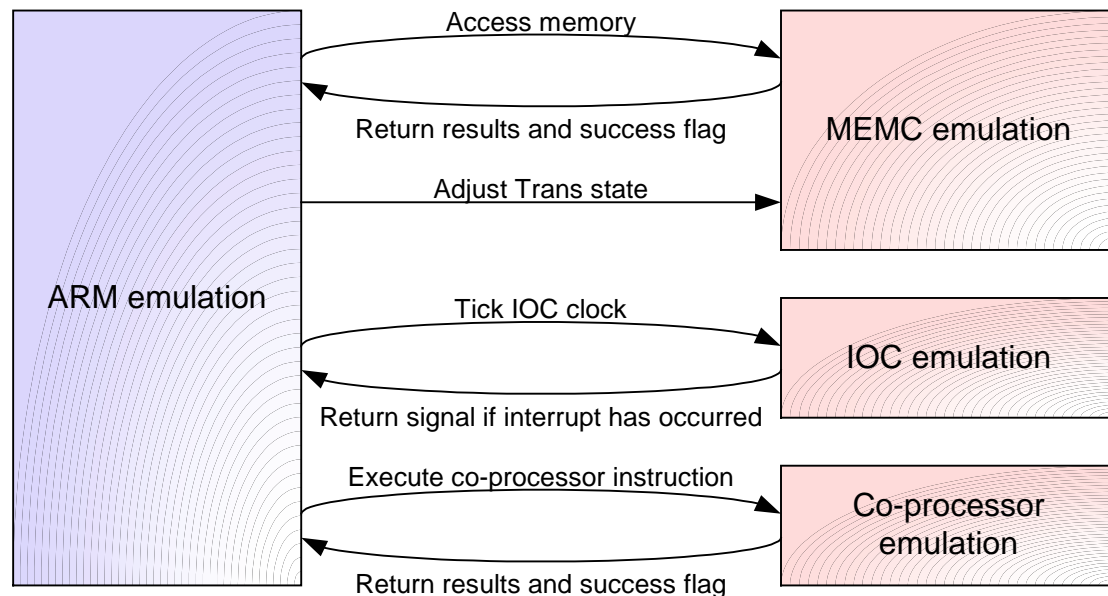 Access memory
Return results and success flag
MEMC emulation
Adjust Trans state
ARM emulation
Tick IOC clock
IOC emulation
Return signal if interrupt has occurred
Execute co-processor instruction
Co-processor
emulation
Return results and success flag